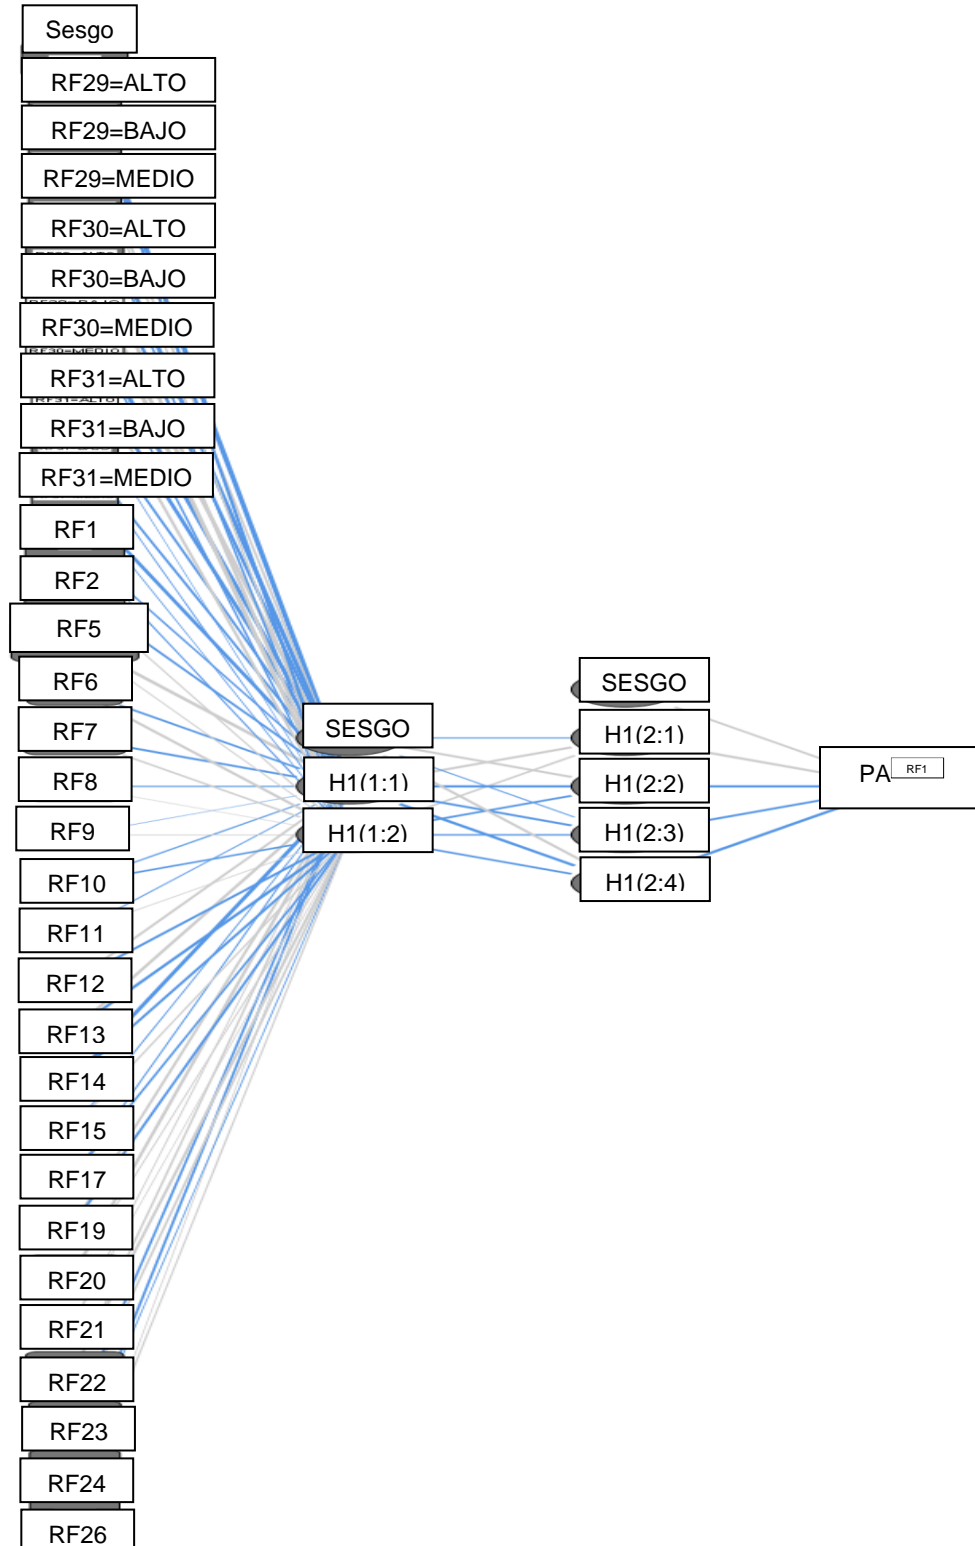 Sesgo
RF29=ALTO
RF29=BAJO
RF29=MEDIO
RF30=ALTO
RF30=BAJO
RF30=MEDIO
RF31=ALTO
RF31=BAJO
RF31=MEDIO
RF1
RF2
RF5
RF6
RF7
RF8
RF9
RF10
RF11
RF12
RF13
RF14
RF15
RF17
RF19
RF20
RF21
RF22
RF23
RF24
RF26
SESGO
H1(1:1)
H1(1:2)
SESGO
H1(2:1)
H1(2:2)
H1(2:3)
H1(2:4)
PA RF1